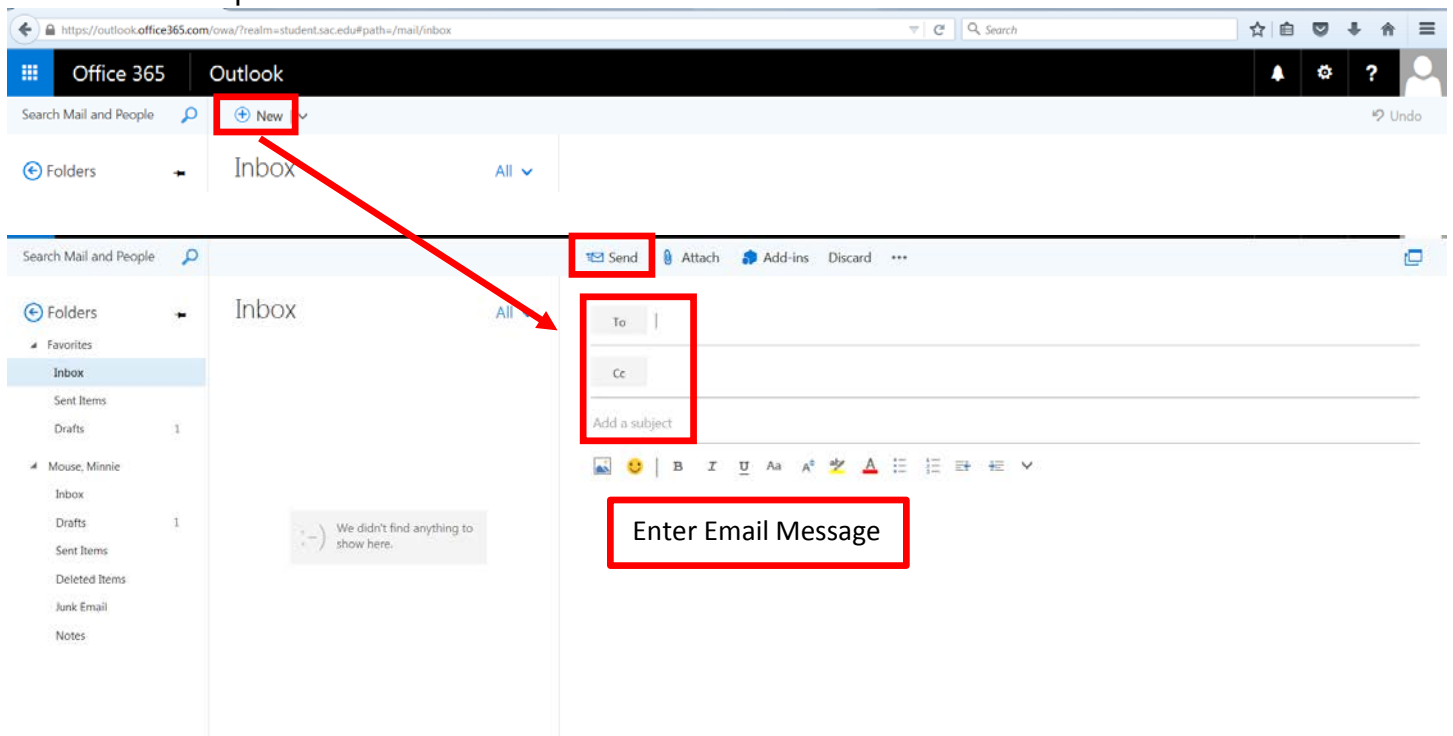 https://outlook.office365.com/owa/?realm=student.sac.edu#path=/mail/inbox
Search
Office 365 Outlook
?
Search Mail and People
New
Undo
Folders
Inbox
All
Search Mail and People
Send
Attach
Add-ins
Discard
•••
Folders
Inbox
All
To
Favorites
Inbox
Cc
Sent Items
Drafts 1
Add a subject
Mouse, Minnie
B I U Aa A A
Inbox
Drafts 1
Sent Items
Deleted Items
Junk Email
Notes
:-) We didn't find anything to
show here.
Enter Email Message